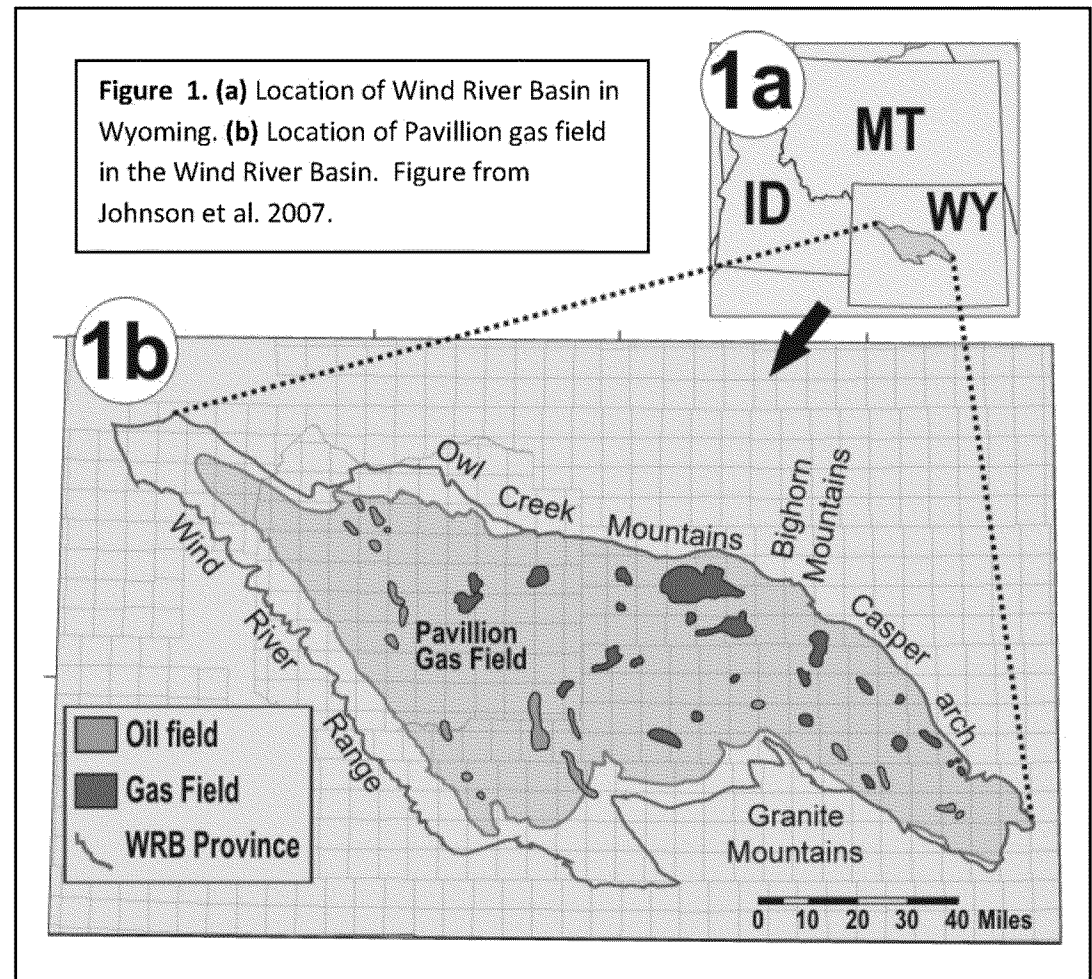 Figure 1. (a) Location of Wind River Basin in
Wyoming. (b) Location of Pavillion gas field
in the Wind River Basin. Figure from
Johnson et al. 2007.
1a
MT
ID
WY
1b
Owl
Creek
Mountains
Bighorn
Mountains
Casper
arch
Wind
River
Range
Pavillion
Gas Field
Oil field
Gas Field
WRB Province
Granite
Mountains
0 10 20 30 40 Miles